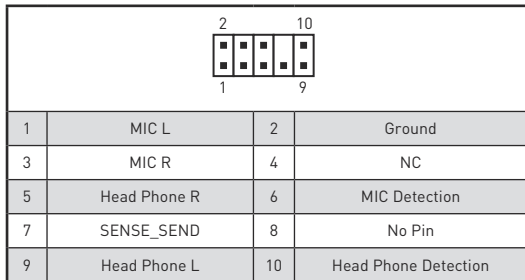 2 10
1 9
1 MIC L 2 Ground
3 MIC R 4 NC
5 Head Phone R 6 MIC Detection
7 SENSE_SEND 8 No Pin
9 Head Phone L 10 Head Phone Detection